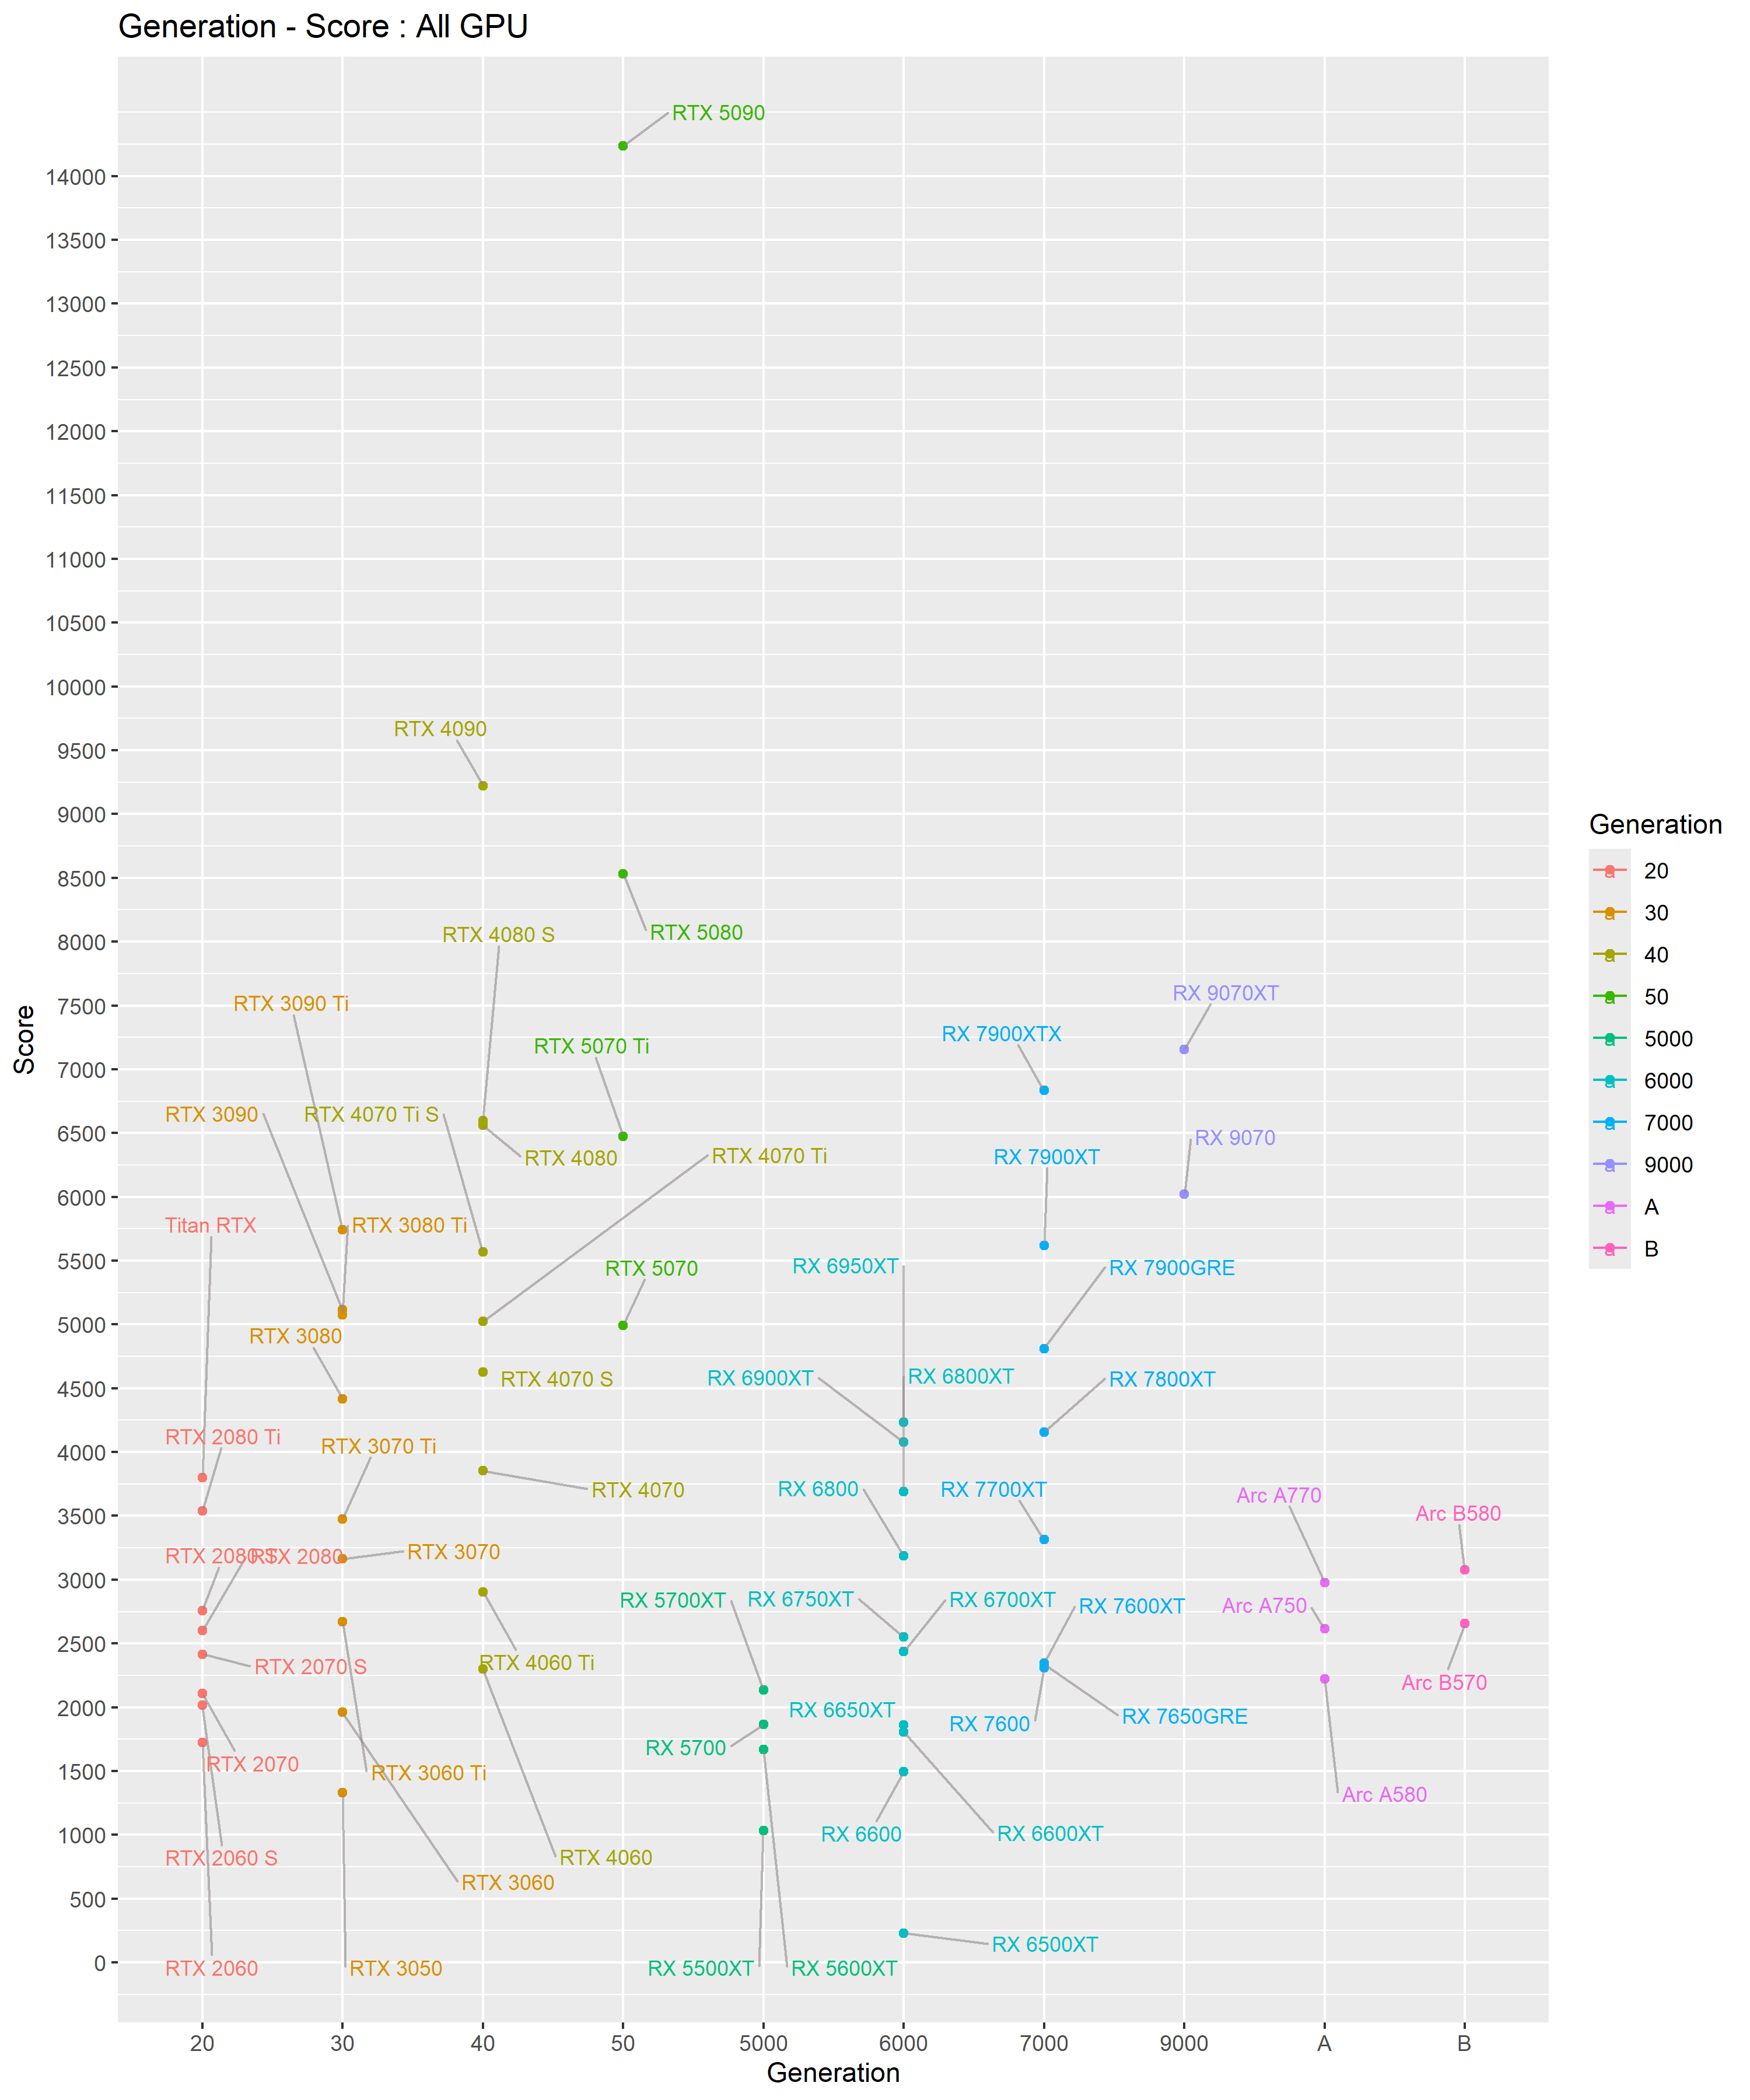 Generation - Score : All GPU
RTX 5090
14000
13500
13000
12500
12000
11500
11000
10500
10000
RTX 4090
9500
9000
8500
RTX 5080
RTX 4080 S
8000
RX 9070XT
RTX 3090 Ti
7500
RX 7900XTX
RTX 5070 Ti
7000
RTX 3090
RTX 4070 Ti S
6500
RX 9070
RTX 4080
RTX 4070 Ti
RX 7900XT
6000
Titan RTX
RTX 3080 Ti
5500
RTX 5070
RX 6950XT
RX 7900GRE
5000
RTX 3080
4500
RTX 4070 S
RX 6900XT
RX 6800XT
RX 7800XT
RTX 2080 Ti
RTX 3070 Ti
4000
RTX 4070
RX 6800
RX 7700XT
Arc A770
3500
Arc B580
RTX 2080 S
RTX 2080
RTX 3070
3000
RX 5700XT
RX 6750XT
RX 6700XT
RX 7600XT
Arc A750
2500
RTX 2070 S
RTX 4060 Ti
Arc B570
2000
RX 6650XT
RX 7600
RX 7650GRE
RX 5700
RTX 2070
RTX 3060 Ti
1500
Arc A580
1000
RX 6600
RX 6600XT
RTX 2060 S
RTX 4060
RTX 3060
500
RX 6500XT
0
RTX 2060
RTX 3050
RX 5500XT
RX 5600XT
20
30
40
50
5000
6000
7000
9000
A
B
Generation
Score
Generation
a 20
a 30
a 40
a 50
a 5000
a 6000
a 7000
a 9000
a A
a B